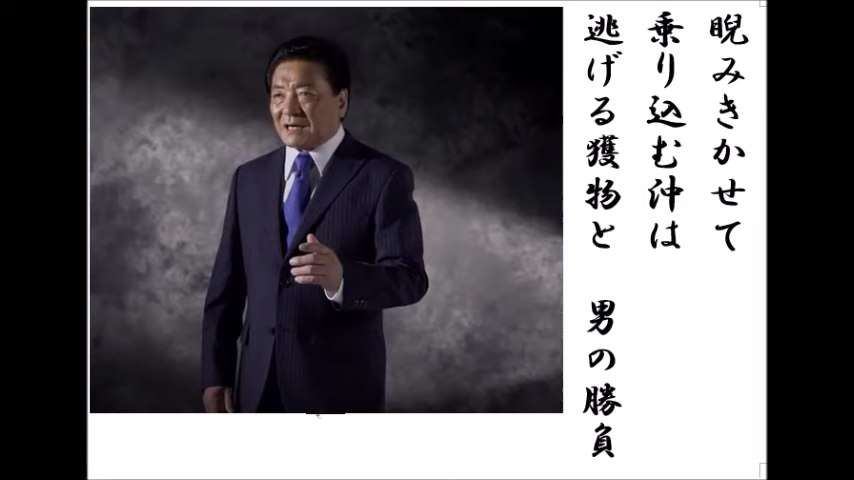 睨みきかせて
乗り込む沖は
逃げる獲物と　男の勝負